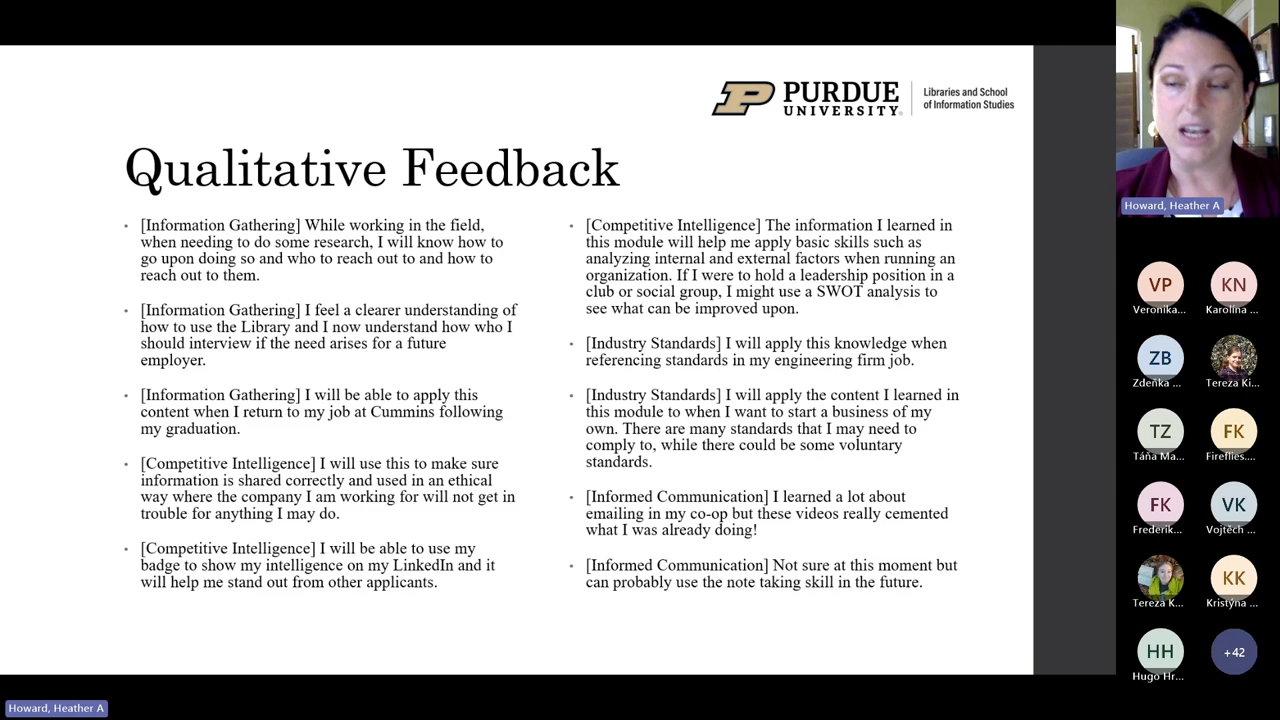 PURDUE
UNIVERSITY®
Libraries and School
of Information Studies
Qualitative Feedback
• [Information Gathering] While working in the field,
when needing to do some research, I will know how to
go upon doing so and who to reach out to and how to
reach out to them.
• [Information Gathering] I feel a clearer understanding of
how to use the Library and I now understand how who I
should interview if the need arises for a future
employer.
• [Information Gathering] I will be able to apply this
content when I return to my job at Cummins following
my graduation.
• [Competitive Intelligence] I will use this to make sure
information is shared correctly and used in an ethical
way where the company I am working for will not get in
trouble for anything I may do.
• [Competitive Intelligence] I will be able to use my
badge to show my intelligence on my LinkedIn and it
will help me stand out from other applicants.
• [Competitive Intelligence] The information I learned in
this module will help me apply basic skills such as
analyzing internal and external factors when running an
organization. If I were to hold a leadership position in a
club or social group, I might use a SWOT analysis to
see what can be improved upon.
• [Industry Standards] I will apply this knowledge when
referencing standards in my engineering firm job.
• [Industry Standards] I will apply the content I learned in
this module to when I want to start a business of my
own. There are many standards that I may need to
comply to, while there could be some voluntary
standards.
• [Informed Communication] I learned a lot about
emailing in my co-op but these videos really cemented
what I was already doing!
• [Informed Communication] Not sure at this moment but
can probably use the note taking skill in the future.
Howard, Heather A
VP
Veronika...
KN
Karolína ...
ZB
Zdeňka ...
Tereza Ki...
TZ
Táňa Ma...
FK
Fireflies....
FK
Frederik...
VK
Vojtěch ...
Tereza K...
KK
Kristýna ...
HH
Hugo Hr...
+42
Howard, Heather A